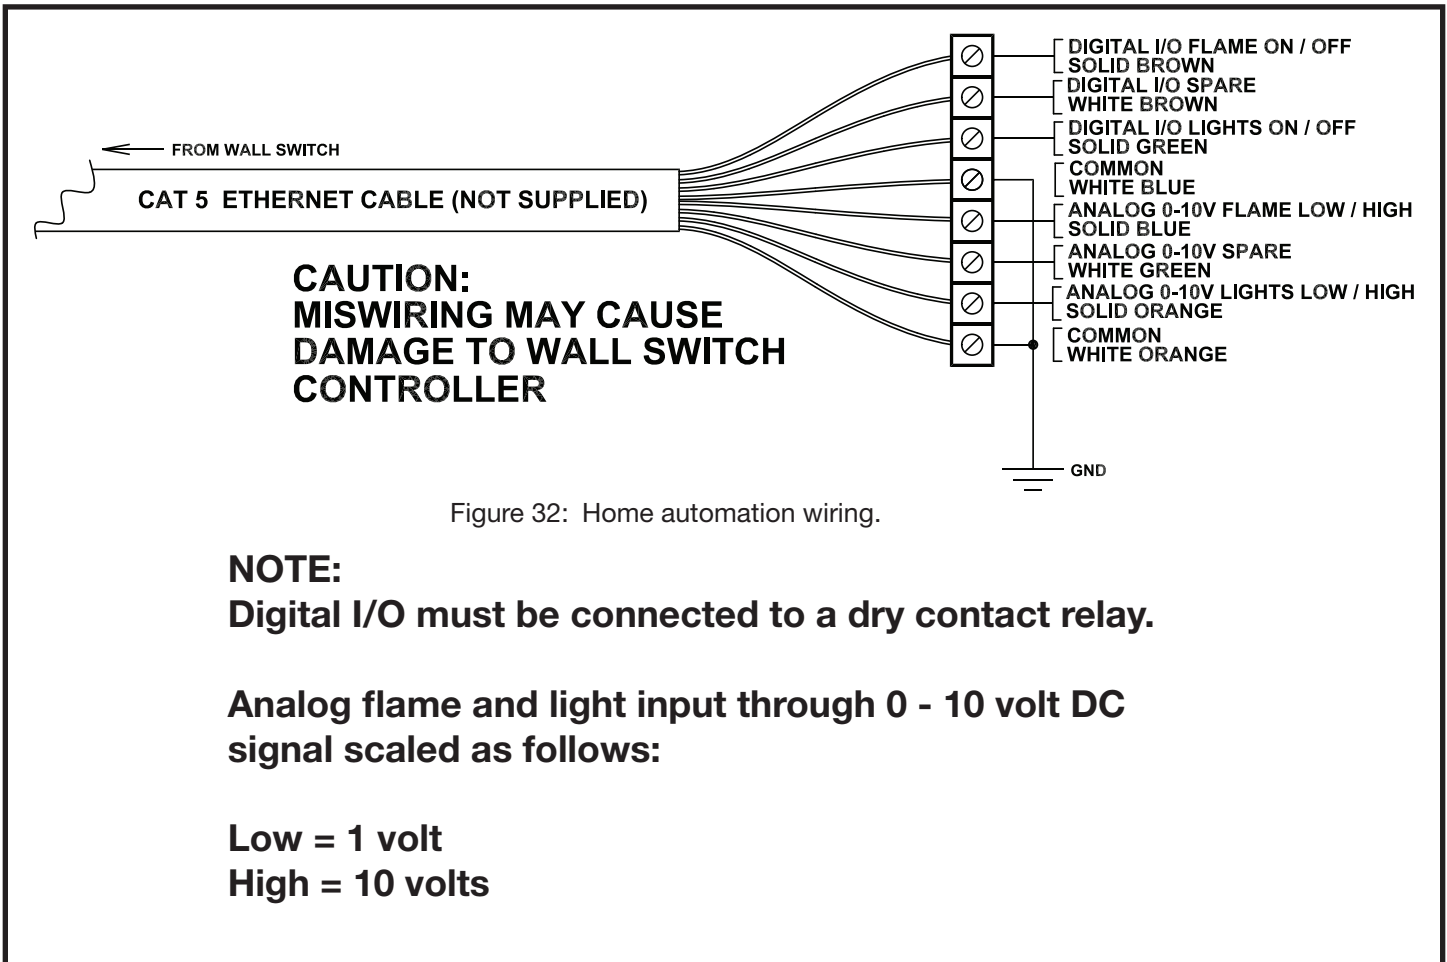 DIGITAL I/O FLAME ON / OFF
SOLID BROWN
DIGITAL I/O SPARE
WHITE BROWN
DIGITAL I/O LIGHTS ON / OFF
SOLID GREEN
COMMON
WHITE BLUE
ANALOG 0-10V FLAME LOW / HIGH
SOLID BLUE
ANALOG 0-10V SPARE
WHITE GREEN
ANALOG 0-10V LIGHTS LOW / HIGH
SOLID ORANGE
COMMON
WHITE ORANGE
FROM WALL SWITCH
CAT 5 ETHERNET CABLE (NOT SUPPLIED)
CAUTION:
MISWIRING MAY CAUSE
DAMAGE TO WALL SWITCH
CONTROLLER
GND
Figure 32: Home automation wiring.
NOTE:
Digital I/O must be connected to a dry contact relay.
Analog flame and light input through 0 - 10 volt DC
signal scaled as follows:
Low = 1 volt
High = 10 volts